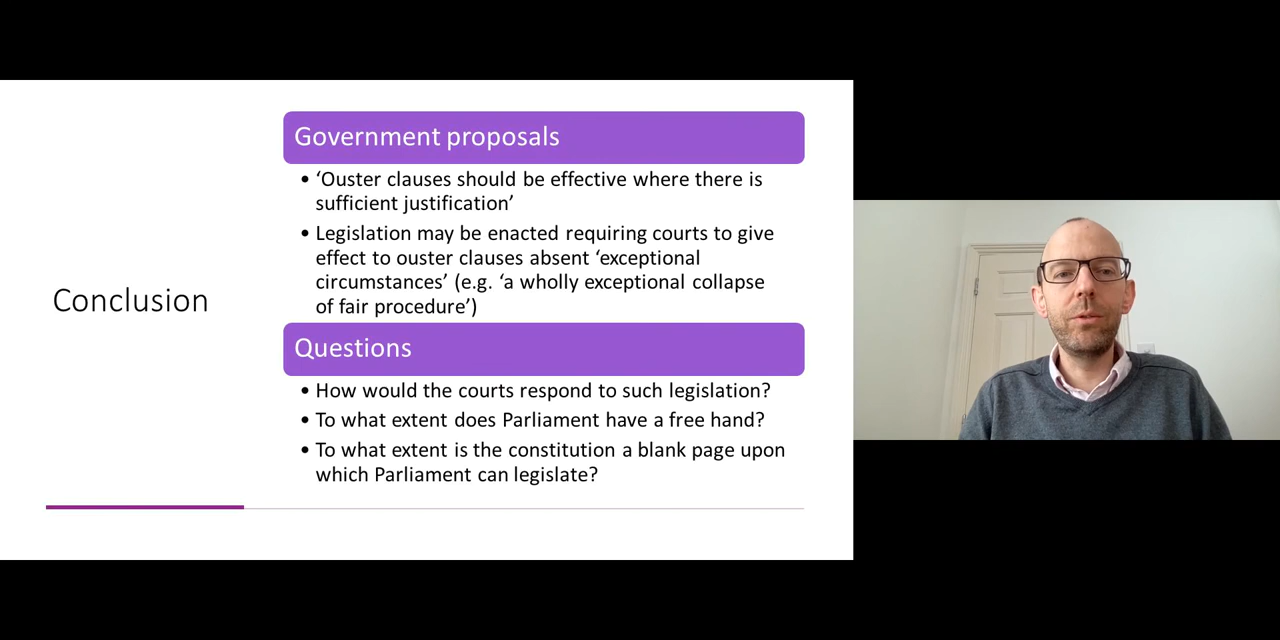 Conclusion
Government proposals
• ‘Ouster clauses should be effective where there is
sufficient justification’
• Legislation may be enacted requiring courts to give
effect to ouster clauses absent ‘exceptional
circumstances’ (e.g. ‘a wholly exceptional collapse
of fair procedure’)
Questions
• How would the courts respond to such legislation?
• To what extent does Parliament have a free hand?
• To what extent is the constitution a blank page upon
which Parliament can legislate?